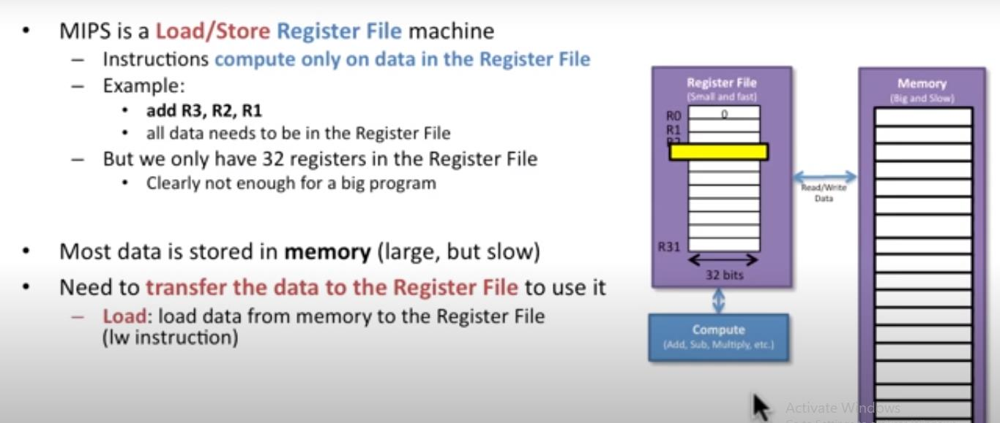 • MIPS is a Load/Store Register File machine
– Instructions compute only on data in the Register File
– Example:
• add R3, R2, R1
• all data needs to be in the Register File
– But we only have 32 registers in the Register File
• Clearly not enough for a big program
• Most data is stored in memory (large, but slow)
• Need to transfer the data to the Register File to use it
– Load: load data from memory to the Register File
(lw instruction)
Register File
(Small and fast)
R0
0
R1
R31
32 bits
Compute
(Add, Sub, Multiply, etc.)
Read/Write
Data
Memory
(Big and Slow)
Activate Windows